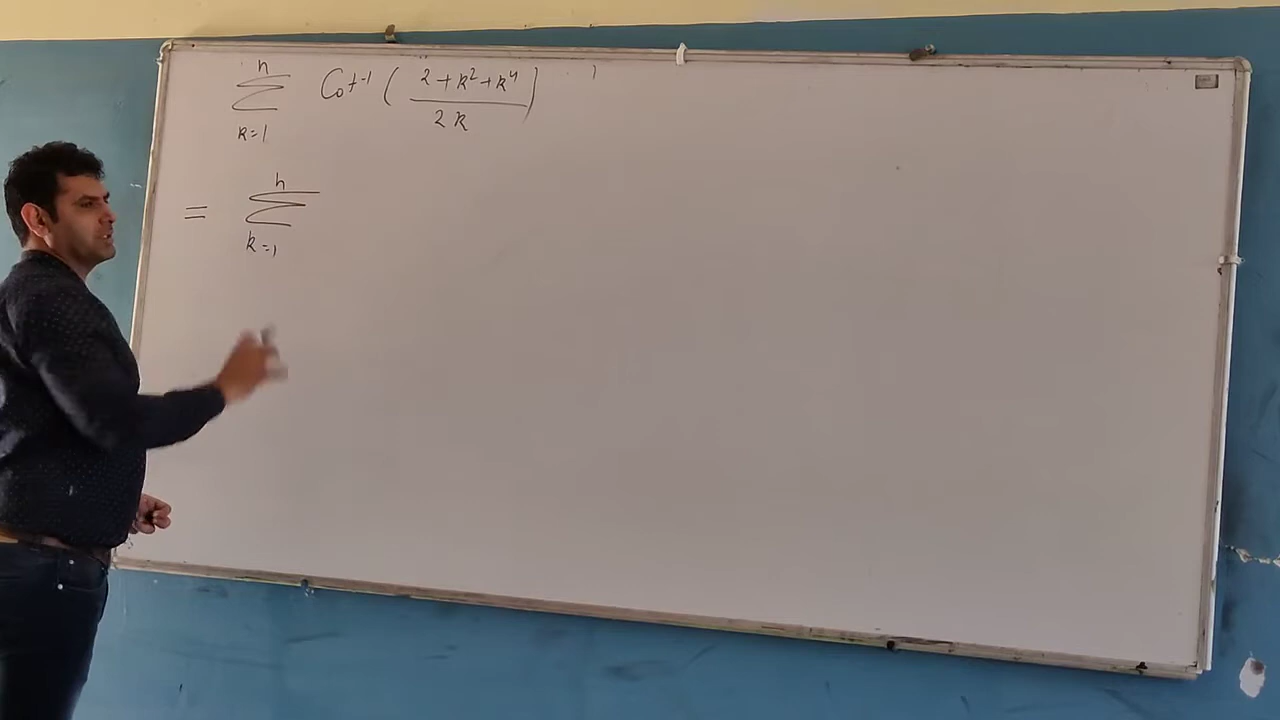 n
∑ Cot⁻¹ ( (2 + k² + k⁴) / 2k )
k=1
n
= ∑
k=1